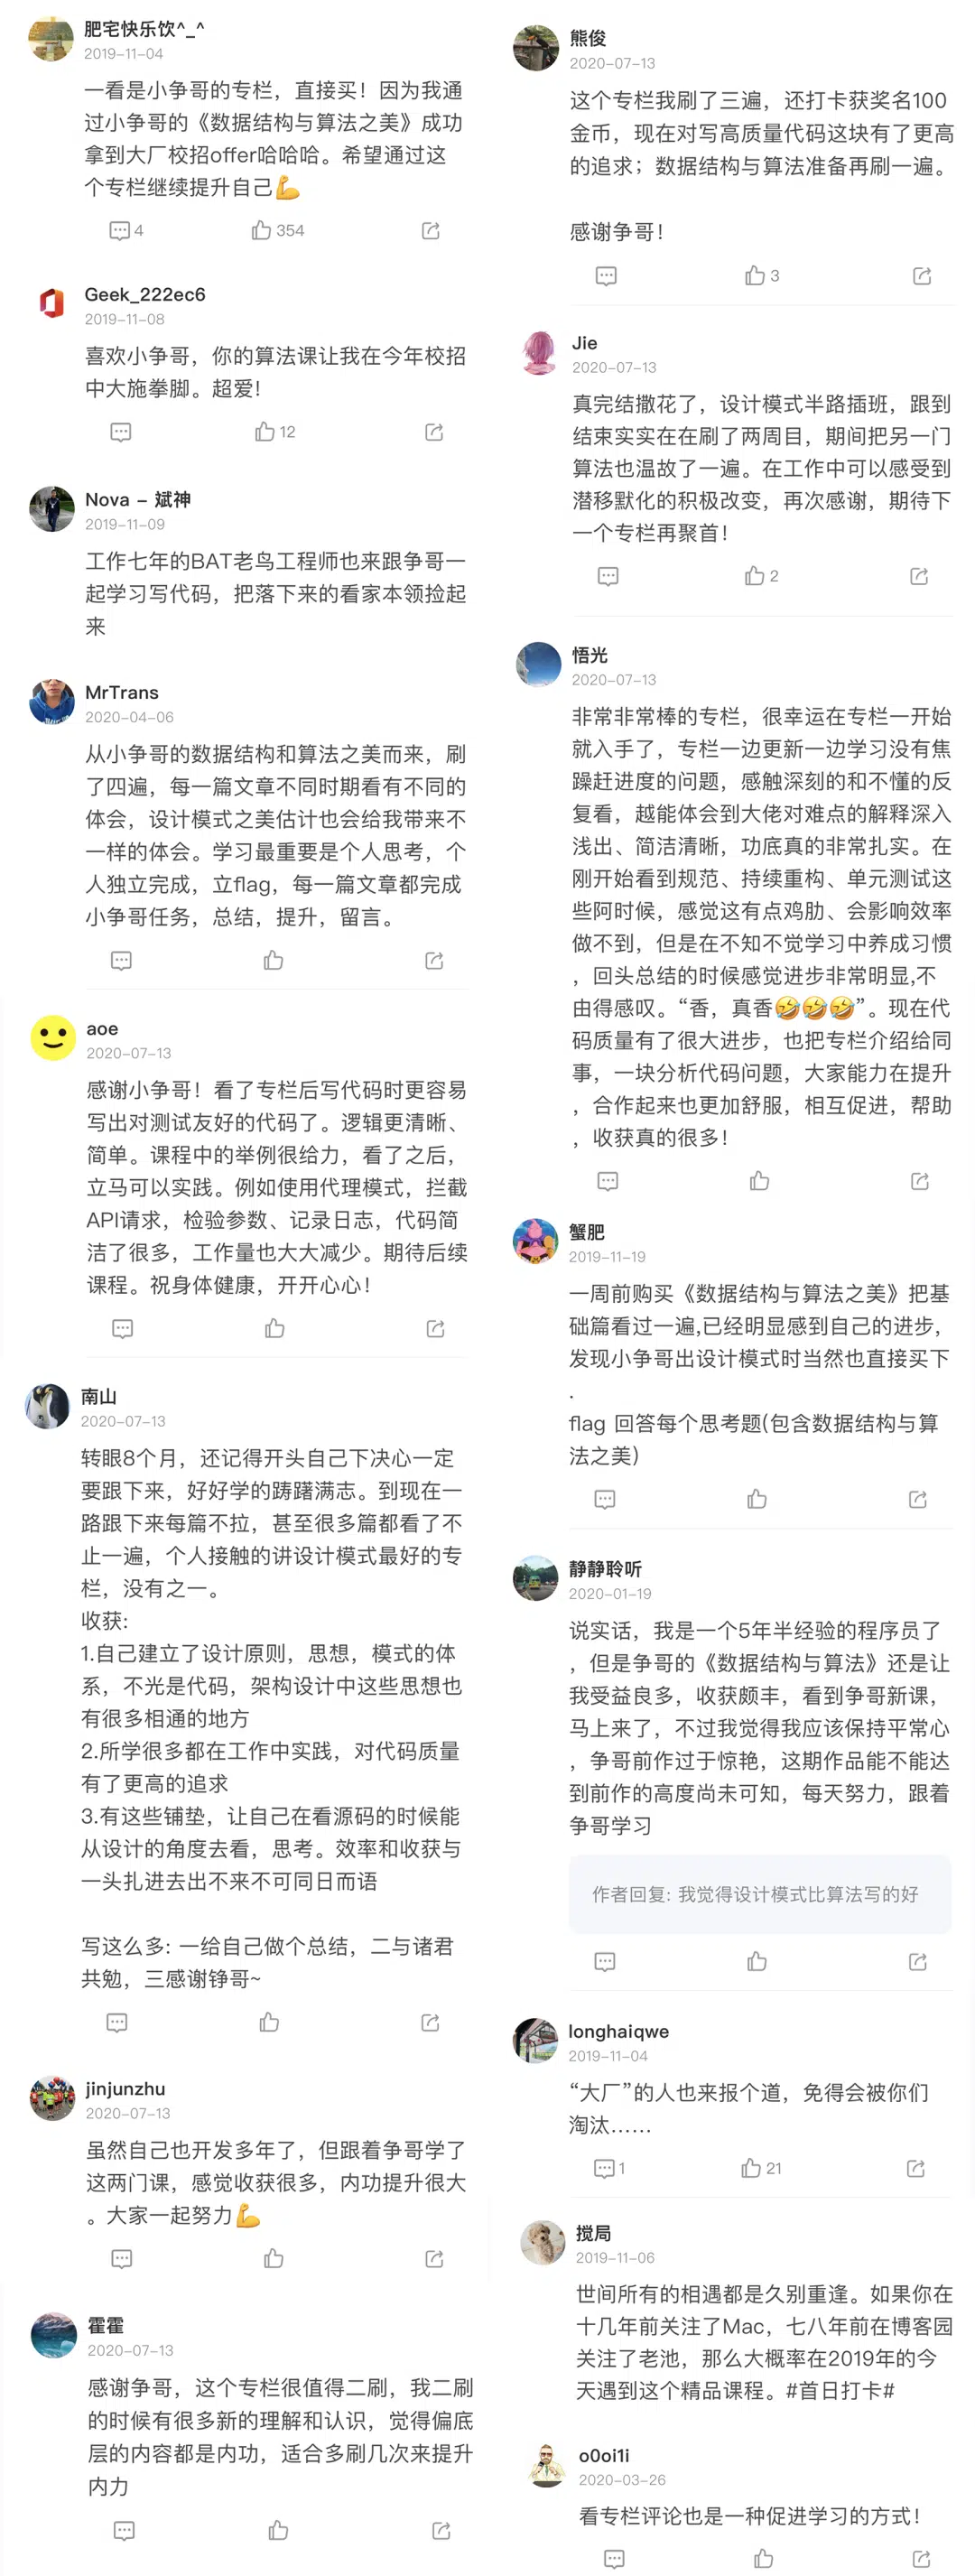 肥宅快乐饮^_^
2019-11-04
一看是小争哥的专栏，直接买！因为我通
过小争哥的《数据结构与算法之美》成功
拿到大厂校招offer哈哈哈。希望通过这
个专栏继续提升自己💪
4
354
Geek_222ec6
2019-11-08
喜欢小争哥，你的算法课让我在今年校招
中大施拳脚。超爱!
12
Nova – 斌神
2019-11-09
工作七年的BAT老鸟工程师也来跟争哥一
起学习写代码，把落下来的看家本领捡起
来
MrTrans
2020-04-06
从小争哥的数据结构和算法之美而来，刷
了四遍，每一篇文章不同时期看有不同的
体会，设计模式之美估计也会给我带来不
一样的体会。学习最重要是个人思考，个
人独立完成，立flag，每一篇文章都完成
小争哥任务，总结，提升，留言。
aoe
2020-07-13
感谢小争哥！看了专栏后写代码时更容易
写出对测试友好的代码了。逻辑更清晰、
简单。课程中的举例很给力，看了之后，
立马可以实践。例如使用代理模式，拦截
API请求，检验参数、记录日志，代码简
洁了很多，工作量也大大减少。期待后续
课程。祝身体健康，开开心心！
南山
2020-07-13
转眼8个月，还记得开头自己下决心一定
要跟下来，好好学的踌躇满志。到现在一
路跟下来每篇不拉，甚至很多篇都看了不
止一遍，个人接触的讲设计模式最好的专
栏，没有之一。
收获:
1.自己建立了设计原则，思想，模式的体
系，不光是代码，架构设计中这些思想也
有很多相通的地方
2.所学很多都在工作中实践，对代码质量
有了更高的追求
3.有这些铺垫，让自己在看源码的时候能
从设计的角度去看，思考。效率和收获与
一头扎进去出不来不可同日而语
写这么多: 一给自己做个总结，二与诸君
共勉，三感谢铮哥~
jinjunzhu
2020-07-13
虽然自己也开发多年了，但跟着争哥学了
这两门课，感觉收获很多，内功提升很大
。大家一起努力💪
霍霍
2020-07-13
感谢争哥，这个专栏很值得二刷，我二刷
的时候有很多新的理解和认识，觉得偏底
层的内容都是内功，适合多刷几次来提升
内力
熊俊
2020-07-13
这个专栏我刷了三遍，还打卡获奖名100
金币，现在对写高质量代码这块有了更高
的追求；数据结构与算法准备再刷一遍。
感谢争哥！
3
Jie
2020-07-13
真完结撒花了，设计模式半路插班，跟到
结束实实在在刷了两周目，期间把另一门
算法也温故了一遍。在工作中可以感受到
潜移默化的积极改变，再次感谢，期待下
一个专栏再聚首！
2
悟光
2020-07-13
非常非常棒的专栏，很幸运在专栏一开始
就入手了，专栏一边更新一边学习没有焦
躁赶进度的问题，感触深刻的和不懂的反
复看，越能体会到大佬对难点的解释深入
浅出、简洁清晰，功底真的非常扎实。在
刚开始看到规范、持续重构、单元测试这
些阿时候，感觉这有点鸡肋、会影响效率
做不到，但是在不知不觉学习中养成习惯
，回头总结的时候感觉进步非常明显,不
由得感叹。“香，真香🤣🤣🤣”。现在代
码质量有了很大进步，也把专栏介绍给同
事，一块分析代码问题，大家能力在提升
，合作起来也更加舒服，相互促进，帮助
，收获真的很多！
蟹肥
2019-11-19
一周前购买《数据结构与算法之美》把基
础篇看过一遍,已经明显感到自己的进步,
发现小争哥出设计模式时当然也直接买下
.
flag 回答每个思考题(包含数据结构与算
法之美)
静静聆听
2020-01-19
说实话，我是一个5年半经验的程序员了
，但是争哥的《数据结构与算法》还是让
我受益良多，收获颇丰，看到争哥新课，
马上来了，不过我觉得我应该保持平常心
，争哥前作过于惊艳，这期作品能不能达
到前作的高度尚未可知，每天努力，跟着
争哥学习
作者回复: 我觉得设计模式比算法写的好
longhaiqwe
2019-11-04
“大厂”的人也来报个道，免得会被你们
淘汰……
1
21
搅局
2019-11-06
世间所有的相遇都是久别重逢。如果你在
十几年前关注了Mac，七八年前在博客园
关注了老池，那么大概率在2019年的今
天遇到这个精品课程。#首日打卡#
o0oi1i
2020-03-26
看专栏评论也是一种促进学习的方式！